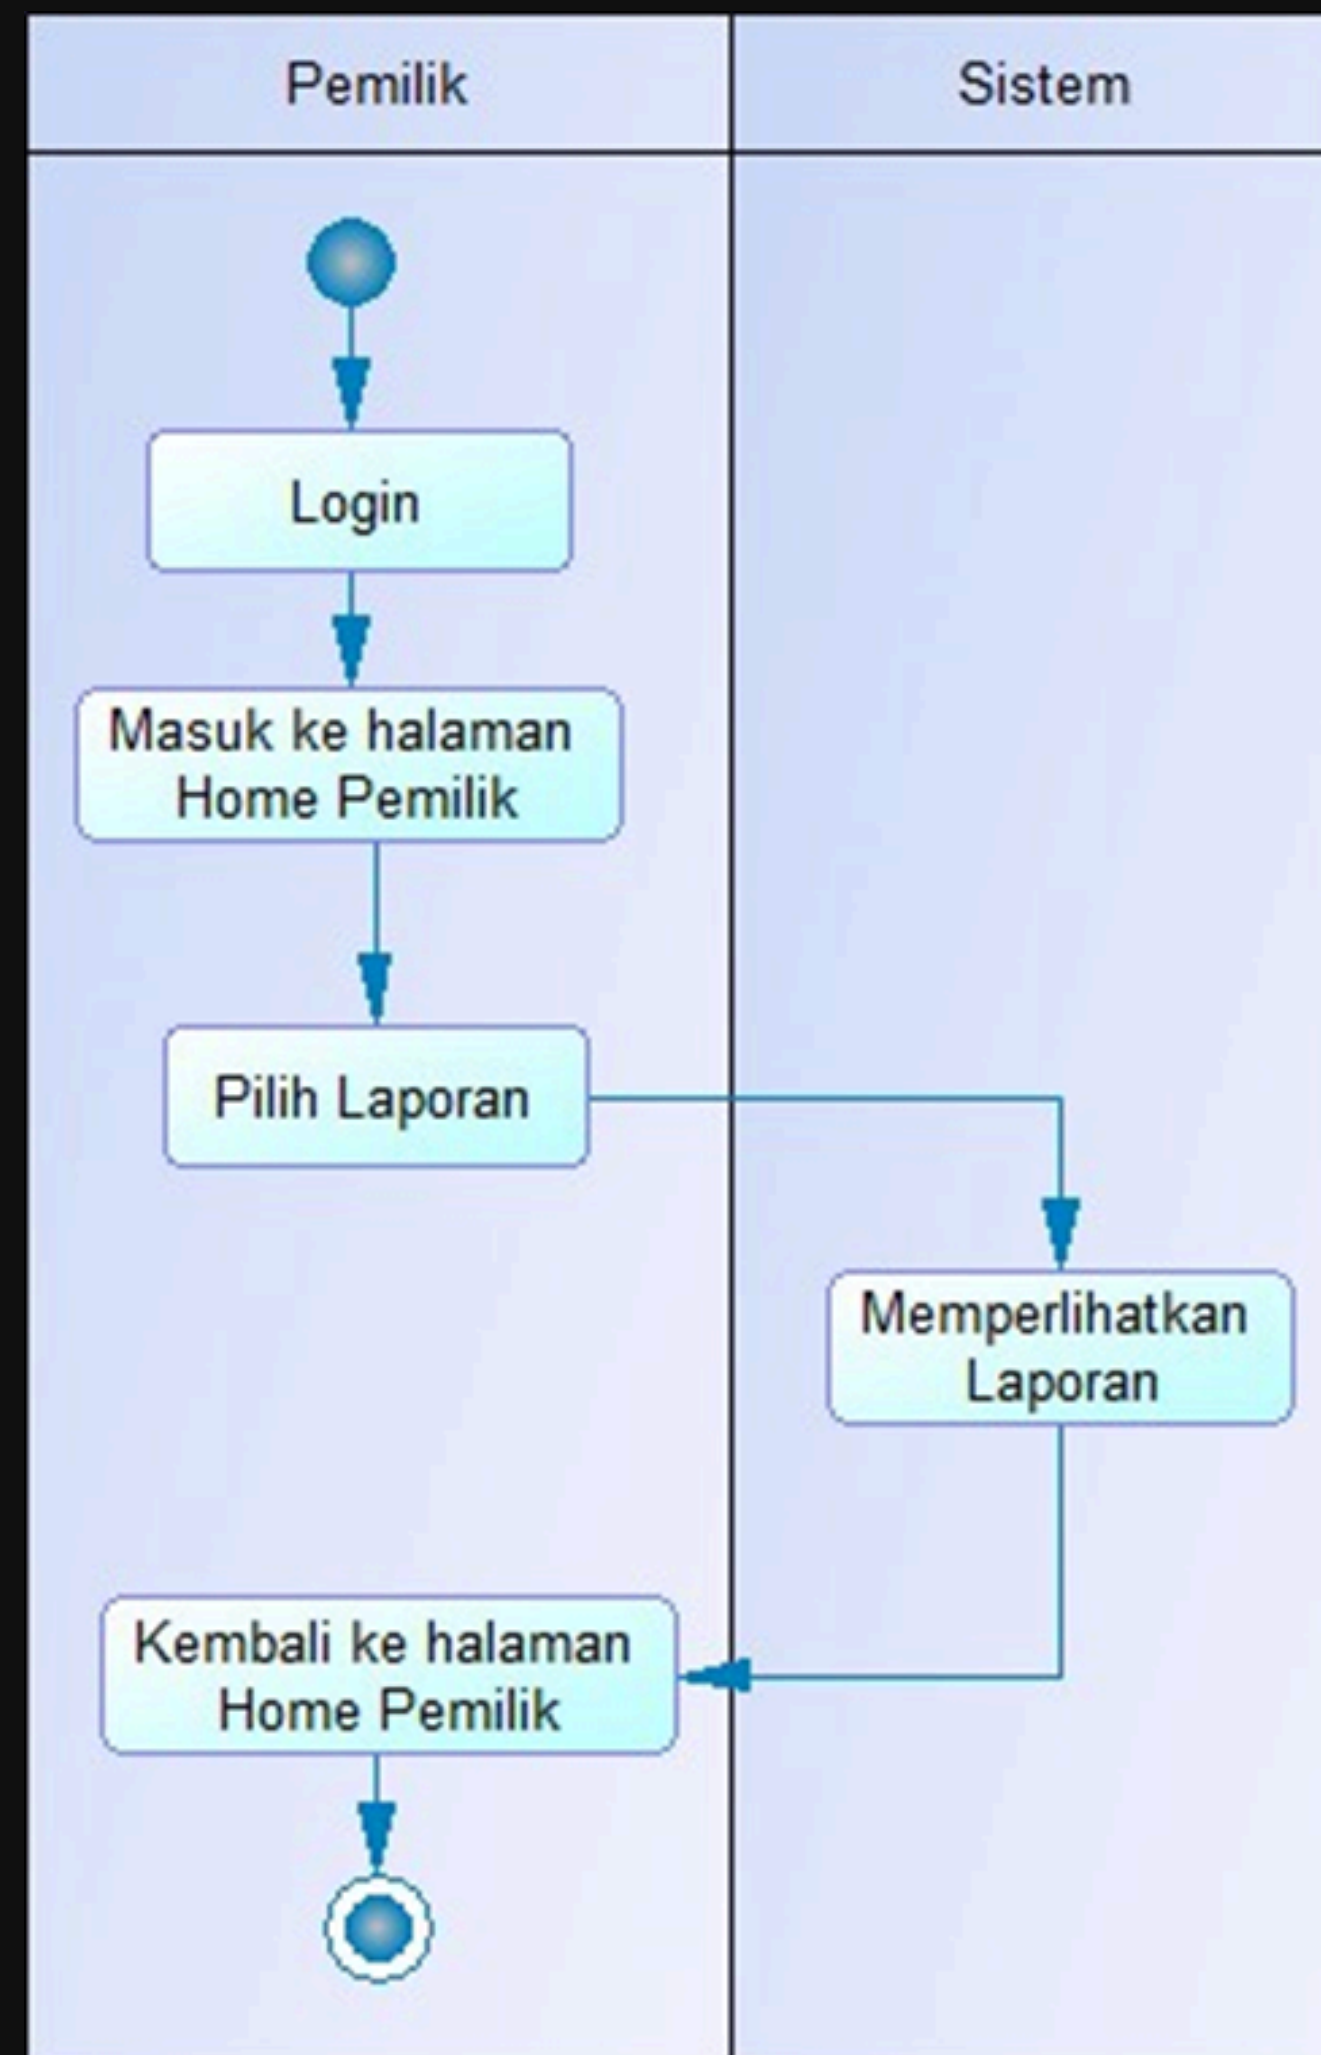 Pemilik
Sistem
Login
Masuk ke halaman
Home Pemilik
Pilih Laporan
Memperlihatkan
Laporan
Kembali ke halaman
Home Pemilik